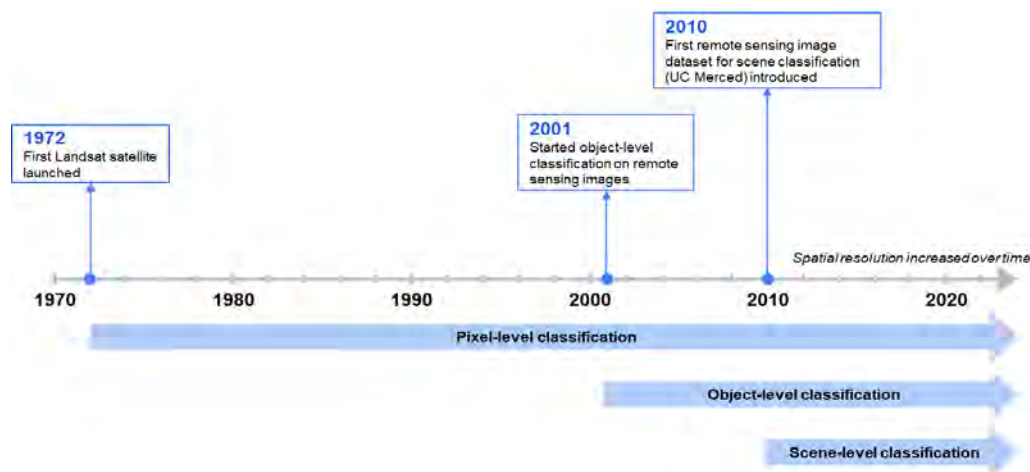 2010
First remote sensing image
dataset for scene classification
(UC Merced) introduced
2001
Started object-level
classification on remote
sensing images
1972
First Landsat satellite
launched
Spatial resolution increased over time
1970 1980 1990 2000 2010 2020
Pixel-level classification
Object-level classification
Scene-level classification